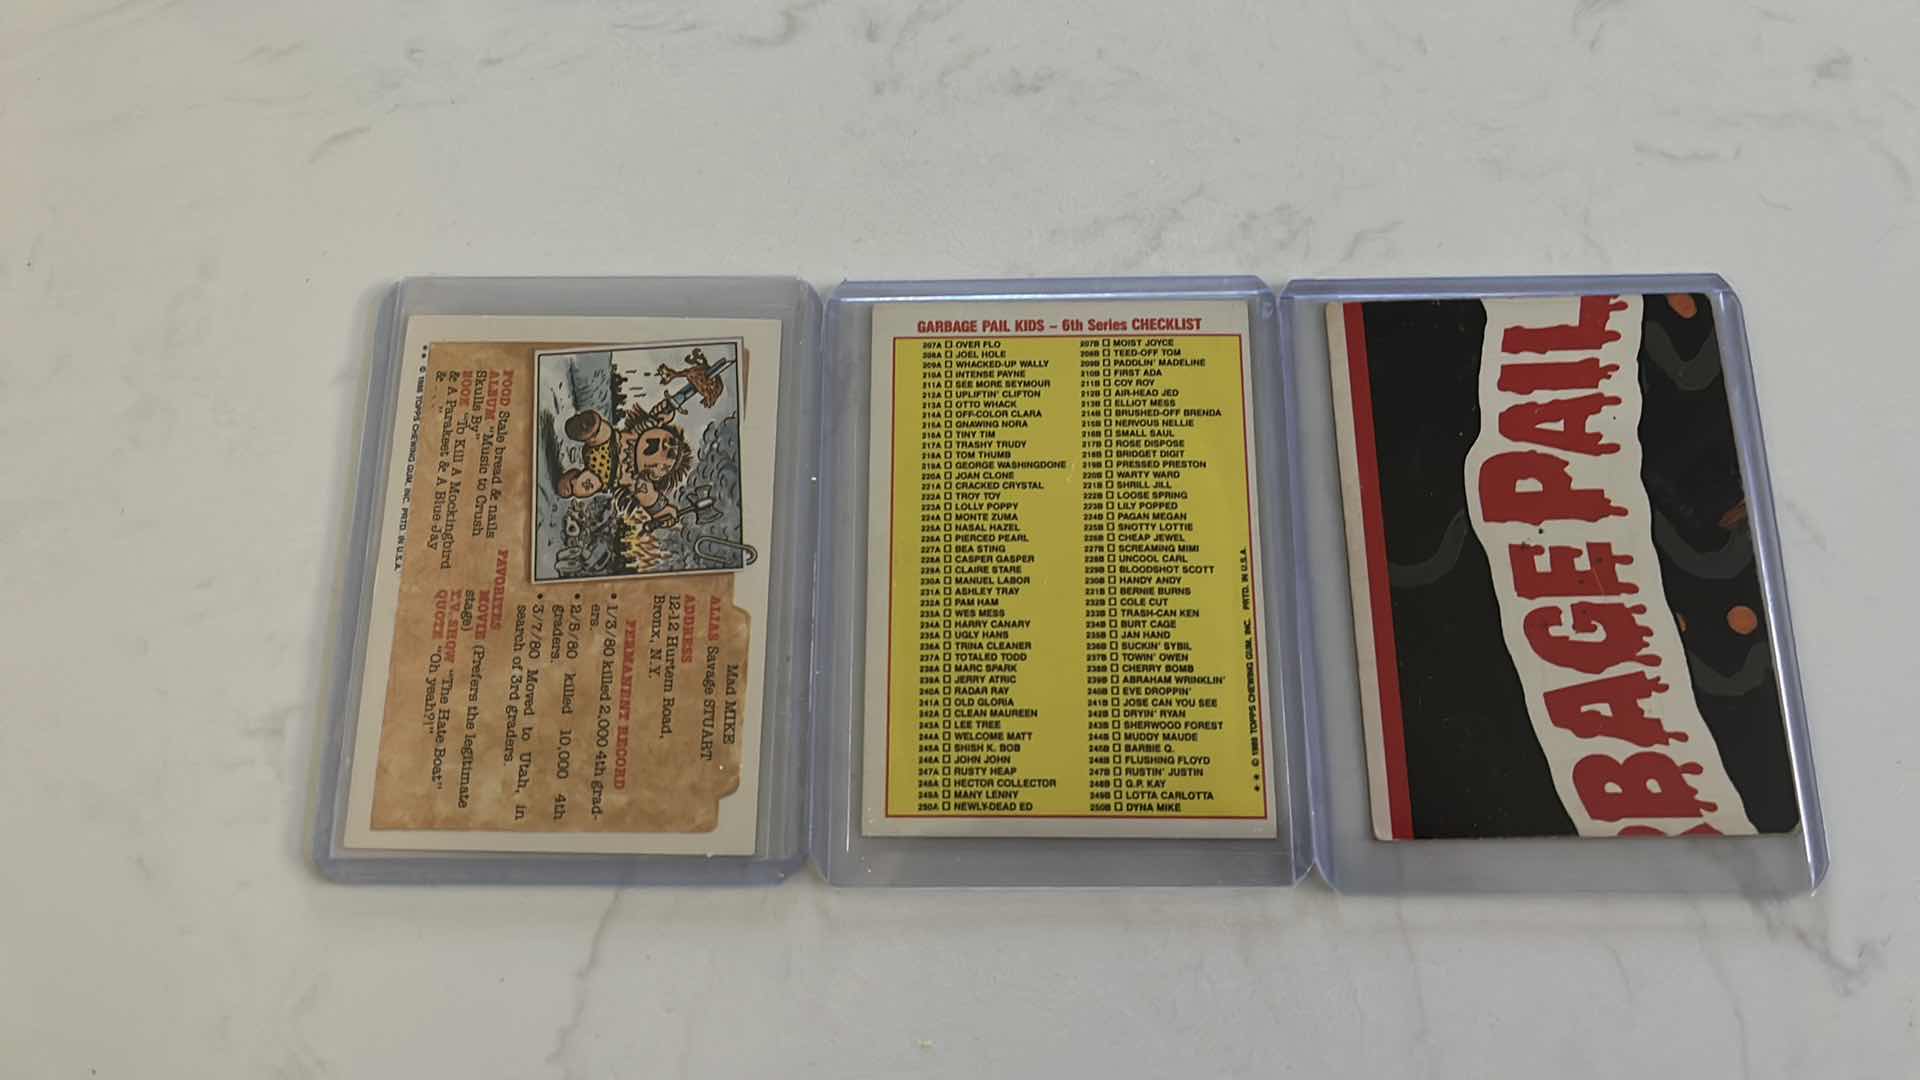 Mad MIKE
ALIAS Savage STUART
ADDRESS
12-12 Hurtem Road,
Bronx, N.Y.
PERMANENT RECORD
• 1/3/80 killed 2,000 4th grad-
ers.
• 2/5/80 killed 10,000 4th
graders.
• 3/7/80 Moved to Utah, in
search of 3rd graders.
FAVORITES
FOOD Stale bread & nails
ALBUM "Music to Crush
Skulls By"
BOOK "To Kill A Mockingbird
& A Parakeet & A Blue Jay
& . . ."
MOVIE (Prefers the legitimate
stage)
T.V. SHOW "The Hate Boat"
QUOTE "Oh yeah?!"
** © 1986 TOPPS CHEWING GUM, INC. PRTD. IN U.S.A.
GARBAGE PAIL KIDS – 6th Series CHECKLIST
207A OVER FLO
208A JOEL HOLE
209A WHACKED-UP WALLY
210A INTENSE PAYNE
211A SEE MORE SEYMOUR
212A UPLIFTIN' CLIFTON
213A OTTO WHACK
214A OFF-COLOR CLARA
215A GNAWING NORA
216A TINY TIM
217A TRASHY TRUDY
218A TOM THUMB
219A GEORGE WASHINGDONE
220A JOAN CLONE
221A CRACKED CRYSTAL
222A TROY TOY
223A LOLLY POPPY
224A MONTE ZUMA
225A NASAL HAZEL
226A PIERCED PEARL
227A BEA STING
228A CASPER GASPER
229A CLAIRE STARE
230A MANUEL LABOR
231A ASHLEY TRAY
232A PAM HAM
233A WES MESS
234A HARRY CANARY
235A UGLY HANS
236A TRINA CLEANER
237A TOTALED TODD
238A MARC SPARK
239A JERRY ATRIC
240A RADAR RAY
241A OLD GLORIA
242A CLEAN MAUREEN
243A LEE TREE
244A WELCOME MATT
245A SHISH K. BOB
246A JOHN JOHN
247A RUSTY HEAP
248A HECTOR COLLECTOR
249A MANY LENNY
250A NEWLY-DEAD ED
207B MOIST JOYCE
208B TEED-OFF TOM
209B PADDLIN' MADELINE
210B FIRST ADA
211B COY ROY
212B AIR-HEAD JED
213B ELLIOT MESS
214B BRUSHED-OFF BRENDA
215B NERVOUS NELLIE
216B SMALL SAUL
217B ROSE DISPOSE
218B BRIDGET DIGIT
219B PRESSED PRESTON
220B WARTY WARD
221B SHRILL JILL
222B LOOSE SPRING
223B LILY POPPED
224B PAGAN MEGAN
225B SNOTTY LOTTIE
226B CHEAP JEWEL
227B SCREAMING MIMI
228B UNCOOL CARL
229B BLOODSHOT SCOTT
230B HANDY ANDY
231B BERNIE BURNS
232B COLE CUT
233B TRASH-CAN KEN
234B BURT CAGE
235B JAN HAND
236B SUCKIN' SYBIL
237B TOWIN' OWEN
238B CHERRY BOMB
239B ABRAHAM WRINKLIN'
240B EVE DROPPIN'
241B JOSE CAN YOU SEE
242B DRYIN' RYAN
243B SHERWOOD FOREST
244B MUDDY MAUDE
245B BARBIE Q.
246B FLUSHING FLOYD
247B RUSTIN' JUSTIN
248B G.P. KAY
249B LOTTA CARLOTTA
250B DYNA MIKE
** © 1986 TOPPS CHEWING GUM, INC. PRTD. IN U.S.A.
RBAGE PAIL